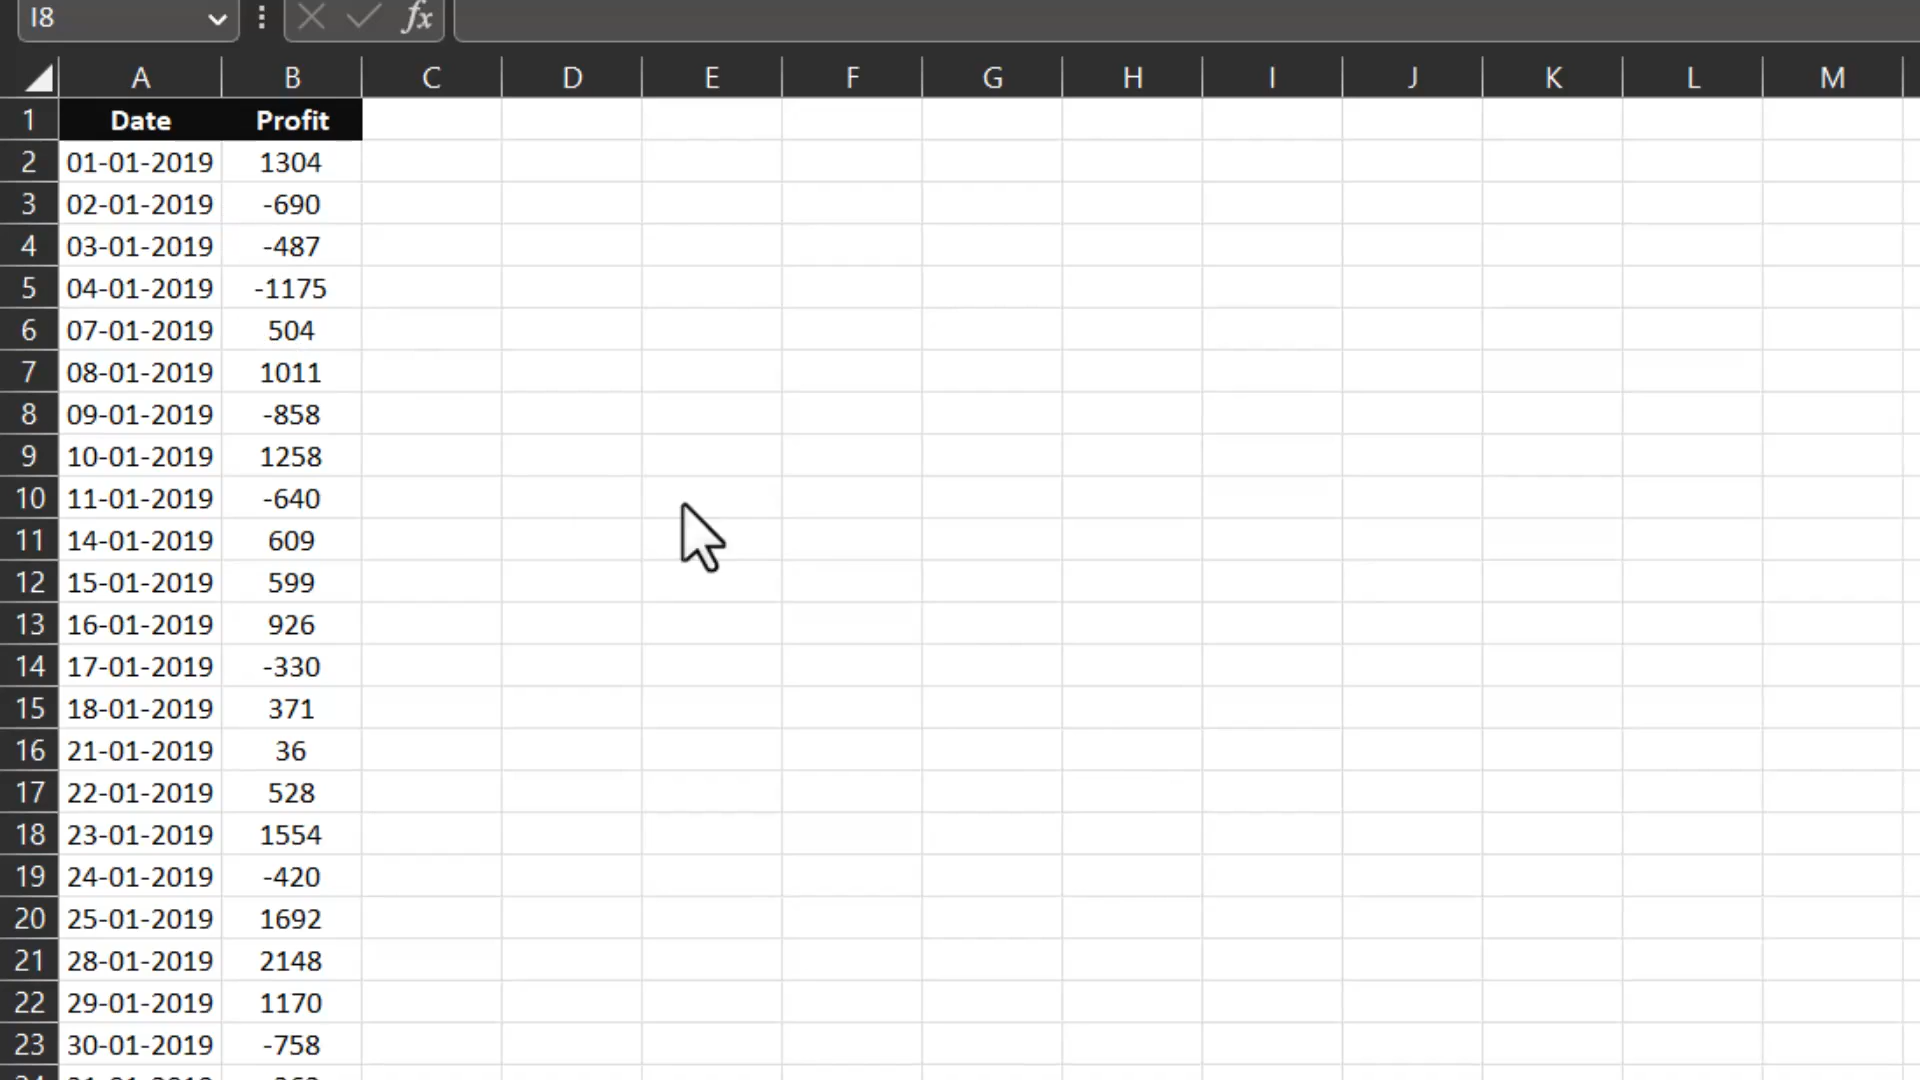 I8
fx
A B C D E F G H I J K L M
1 Date Profit
2 01-01-2019 1304
3 02-01-2019 -690
4 03-01-2019 -487
5 04-01-2019 -1175
6 07-01-2019 504
7 08-01-2019 1011
8 09-01-2019 -858
9 10-01-2019 1258
10 11-01-2019 -640
11 14-01-2019 609
12 15-01-2019 599
13 16-01-2019 926
14 17-01-2019 -330
15 18-01-2019 371
16 21-01-2019 36
17 22-01-2019 528
18 23-01-2019 1554
19 24-01-2019 -420
20 25-01-2019 1692
21 28-01-2019 2148
22 29-01-2019 1170
23 30-01-2019 -758